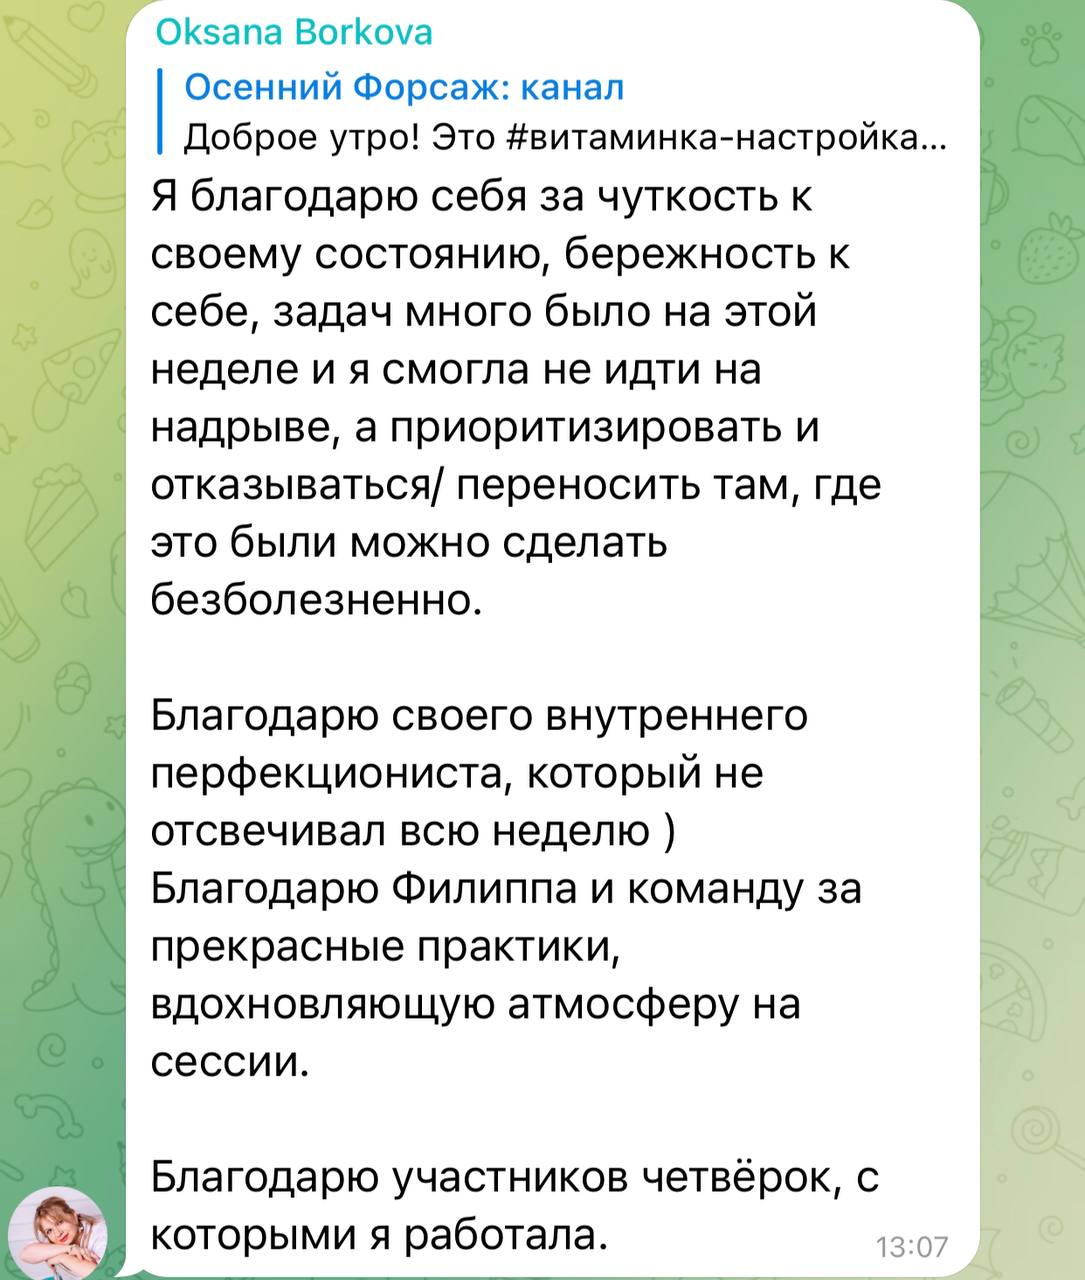 Oksana Borkova
Осенний Форсаж: канал
Доброе утро! Это #витаминка-настройка...
Я благодарю себя за чуткость к
своему состоянию, бережность к
себе, задач много было на этой
неделе и я смогла не идти на
надрыве, а приоритизировать и
отказываться/ переносить там, где
это были можно сделать
безболезненно.

Благодарю своего внутреннего
перфекциониста, который не
отсвечивал всю неделю )
Благодарю Филиппа и команду за
прекрасные практики,
вдохновляющую атмосферу на
сессии.

Благодарю участников четвёрок, с
которыми я работала.
13:07